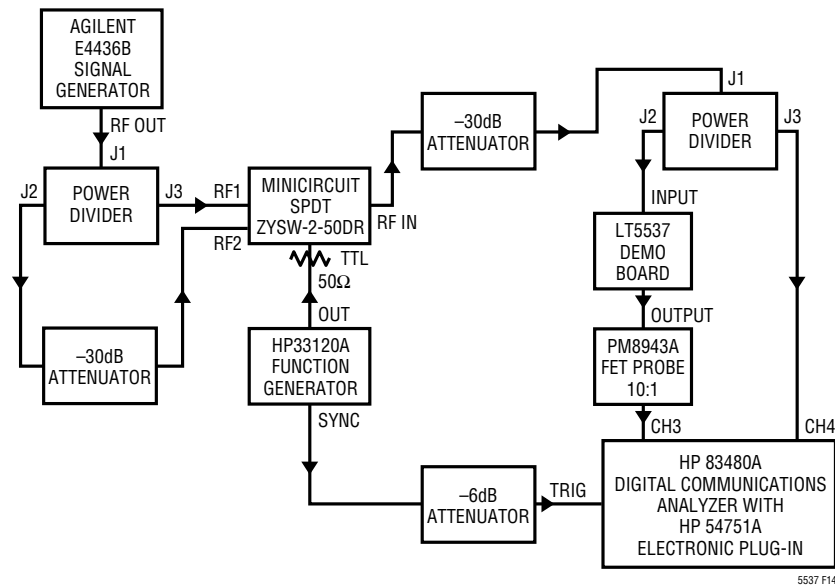 AGILENT
E4436B
SIGNAL
GENERATOR
RF OUT
J1
J2
POWER
DIVIDER
J3
RF1
RF2
MINICIRCUIT
SPDT
ZYSW-2-50DR
RF IN
TTL
50Ω
OUT
–30dB
ATTENUATOR
HP33120A
FUNCTION
GENERATOR
SYNC
–30dB
ATTENUATOR
J1
J2
POWER
DIVIDER
J3
INPUT
LT5537
DEMO
BOARD
OUTPUT
PM8943A
FET PROBE
10:1
CH3
CH4
–6dB
ATTENUATOR
TRIG
HP 83480A
DIGITAL COMMUNICATIONS
ANALYZER WITH
HP 54751A
ELECTRONIC PLUG-IN
5537 F14